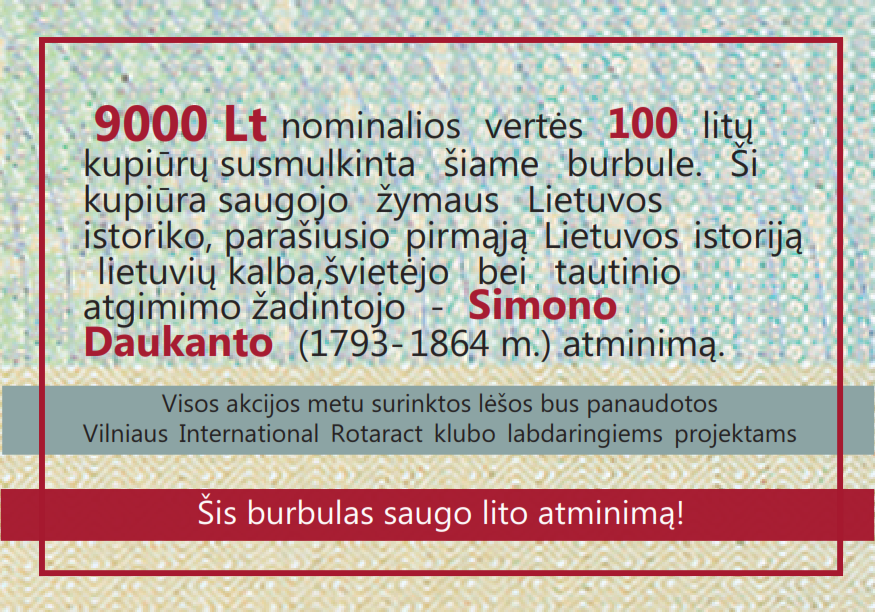 9000 Lt nominalios vertės 100 litų
kupiūrų susmulkinta šiame burbule. Ši
kupiūra saugojo žymaus Lietuvos
istoriko, parašiusio pirmąją Lietuvos istoriją
lietuvių kalba,švietėjo bei tautinio
atgimimo žadintojo - Simono
Daukanto (1793-1864 m.) atminimą.
Visos akcijos metu surinktos lėšos bus panaudotos
Vilniaus International Rotaract klubo labdaringiems projektams
Šis burbulas saugo lito atminimą!